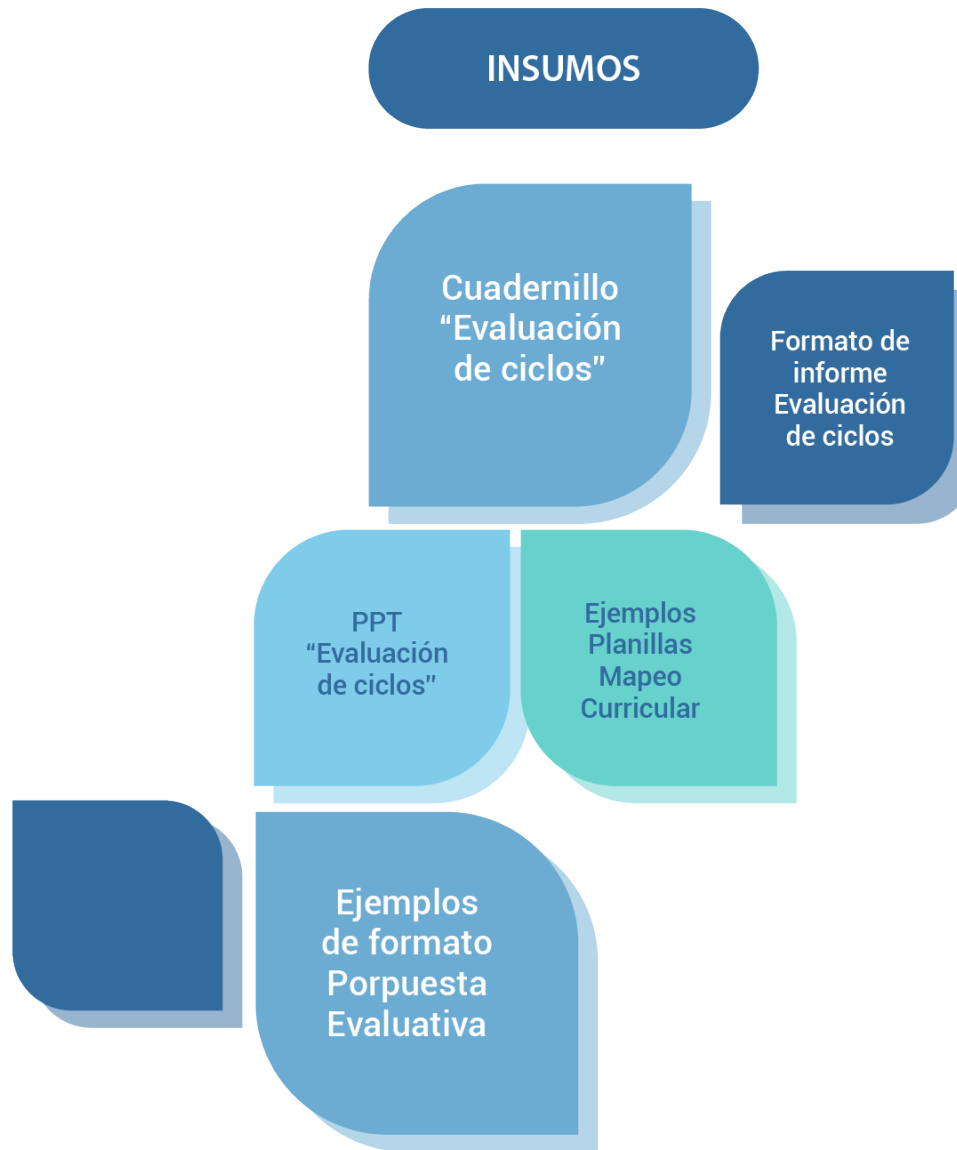 INSUMOS
Cuadernillo
“Evaluación
de ciclos”
Formato de
informe
Evaluación
de ciclos
PPT
“Evaluación
de ciclos”
Ejemplos
Planillas
Mapeo
Curricular
Ejemplos
de formato
Porpuesta
Evaluativa